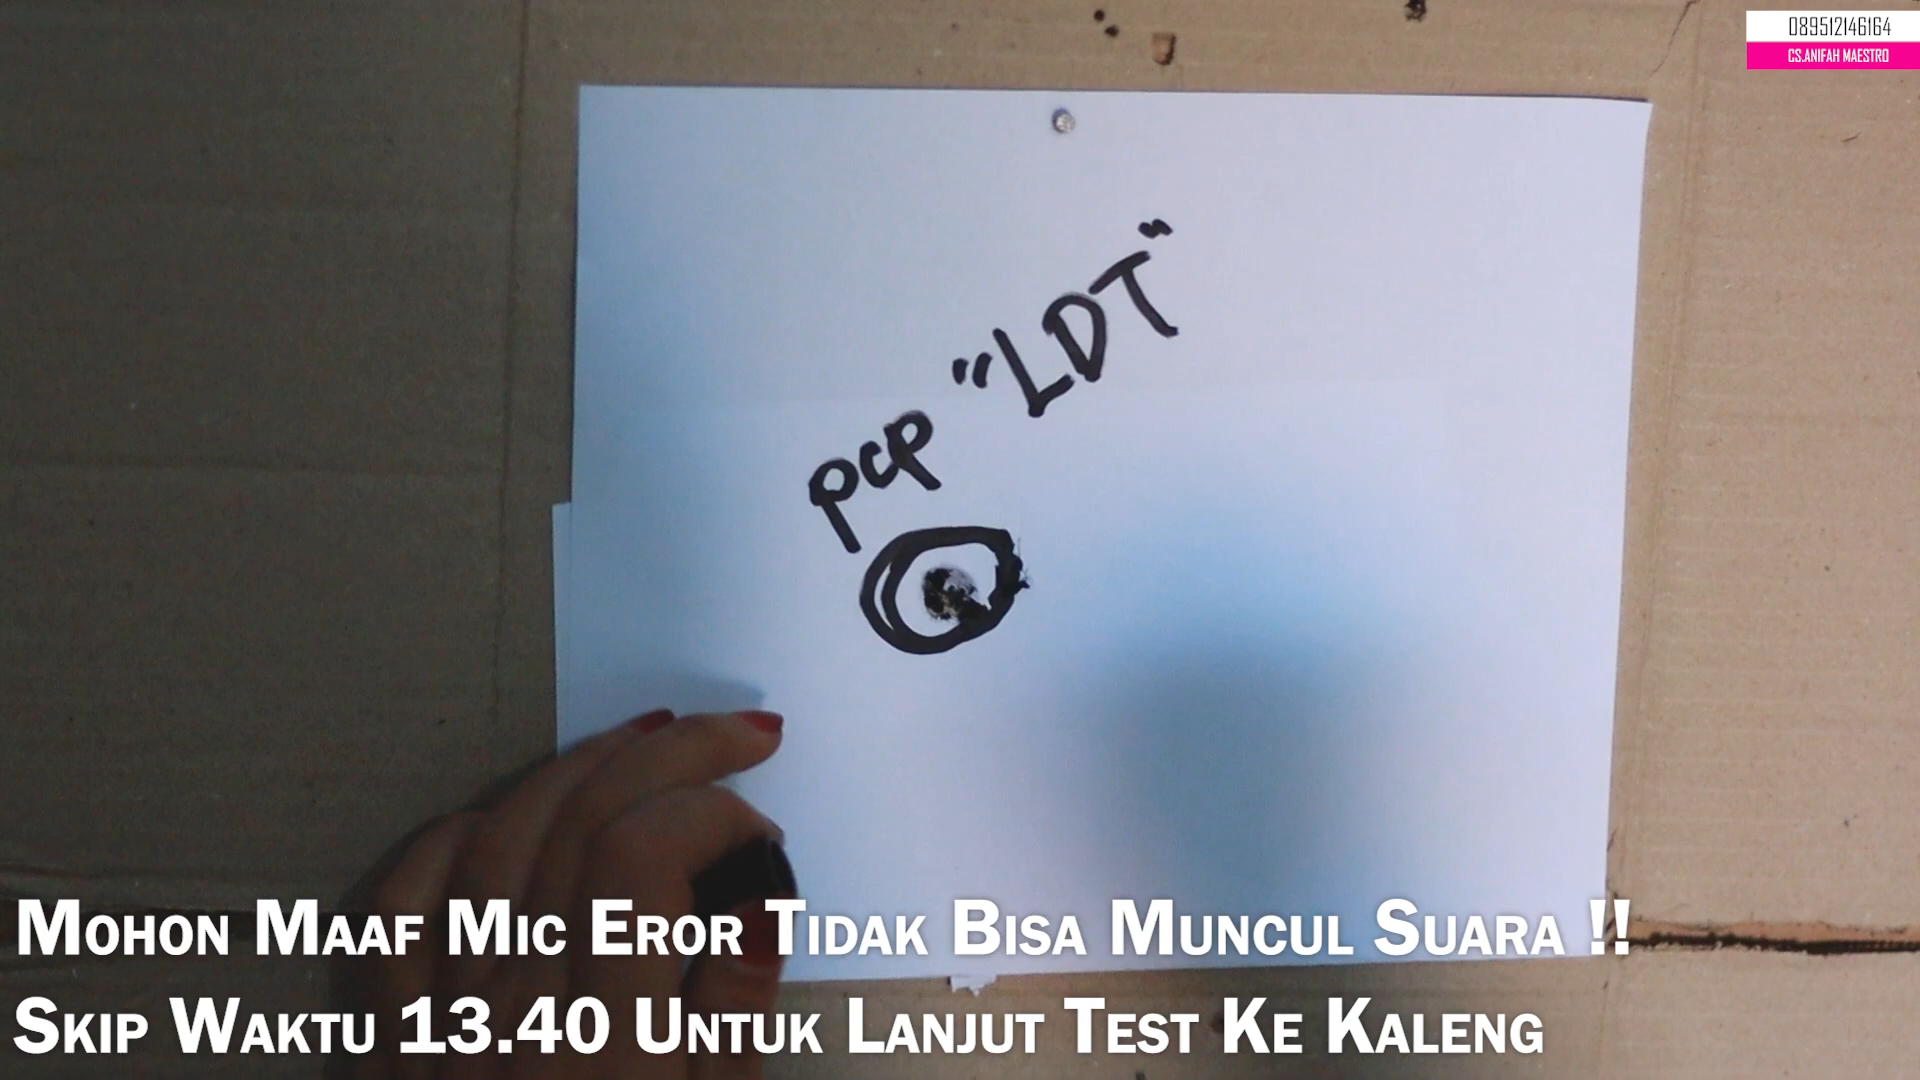 089512146164
CS.ANIFAH MAESTRO
pcp "LDT"
MOHON MAAF MIC EROR TIDAK BISA MUNCUL SUARA !!
SKIP WAKTU 13.40 UNTUK LANJUT TEST KE KALENG